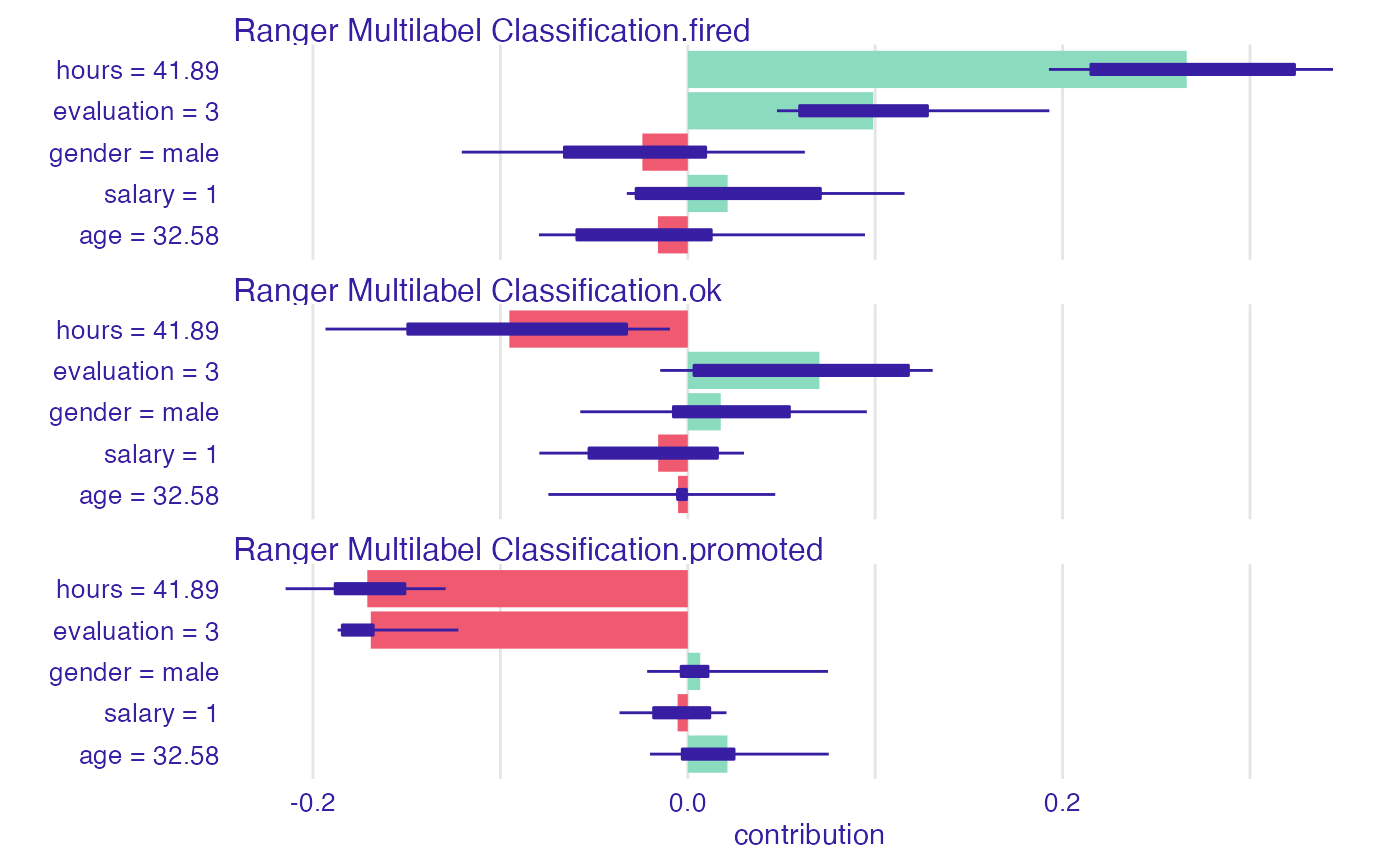 Ranger Multilabel Classification.fired
hours = 41.89
evaluation = 3
gender = male
salary = 1
age = 32.58
Ranger Multilabel Classification.ok
hours = 41.89
evaluation = 3
gender = male
salary = 1
age = 32.58
Ranger Multilabel Classification.promoted
hours = 41.89
evaluation = 3
gender = male
salary = 1
age = 32.58
-0.2 0.0 0.2
contribution